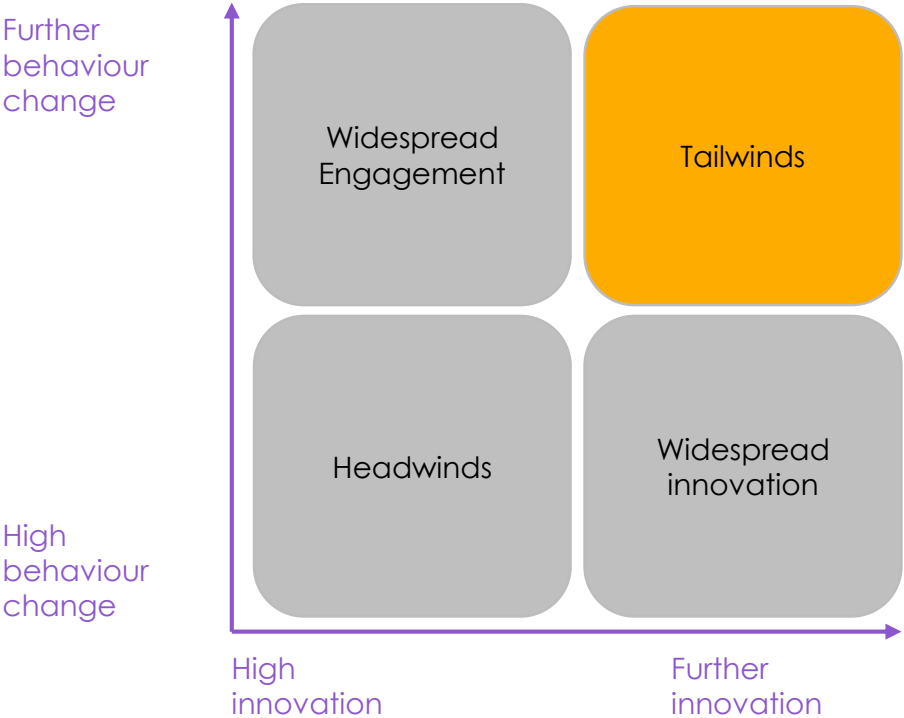 Further
behaviour
change
Widespread
Engagement
Tailwinds
Headwinds
Widespread
innovation
High
behaviour
change
High
innovation
Further
innovation